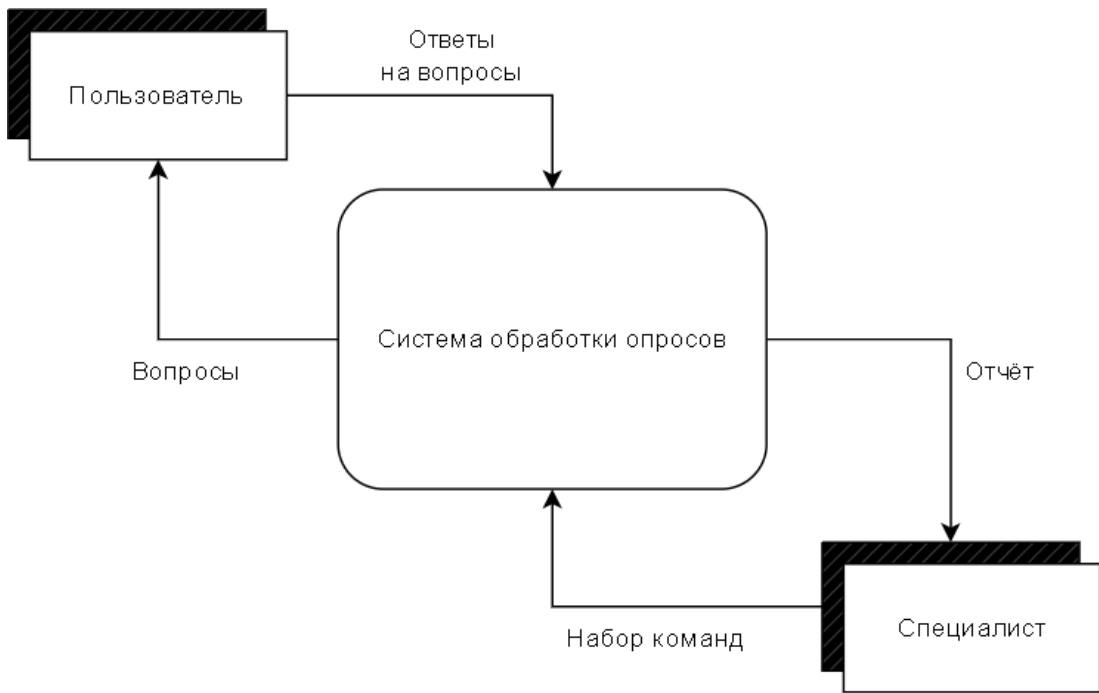 Ответы
на вопросы
Пользователь
Система обработки опросов
Вопросы
Отчёт
Набор команд
Специалист